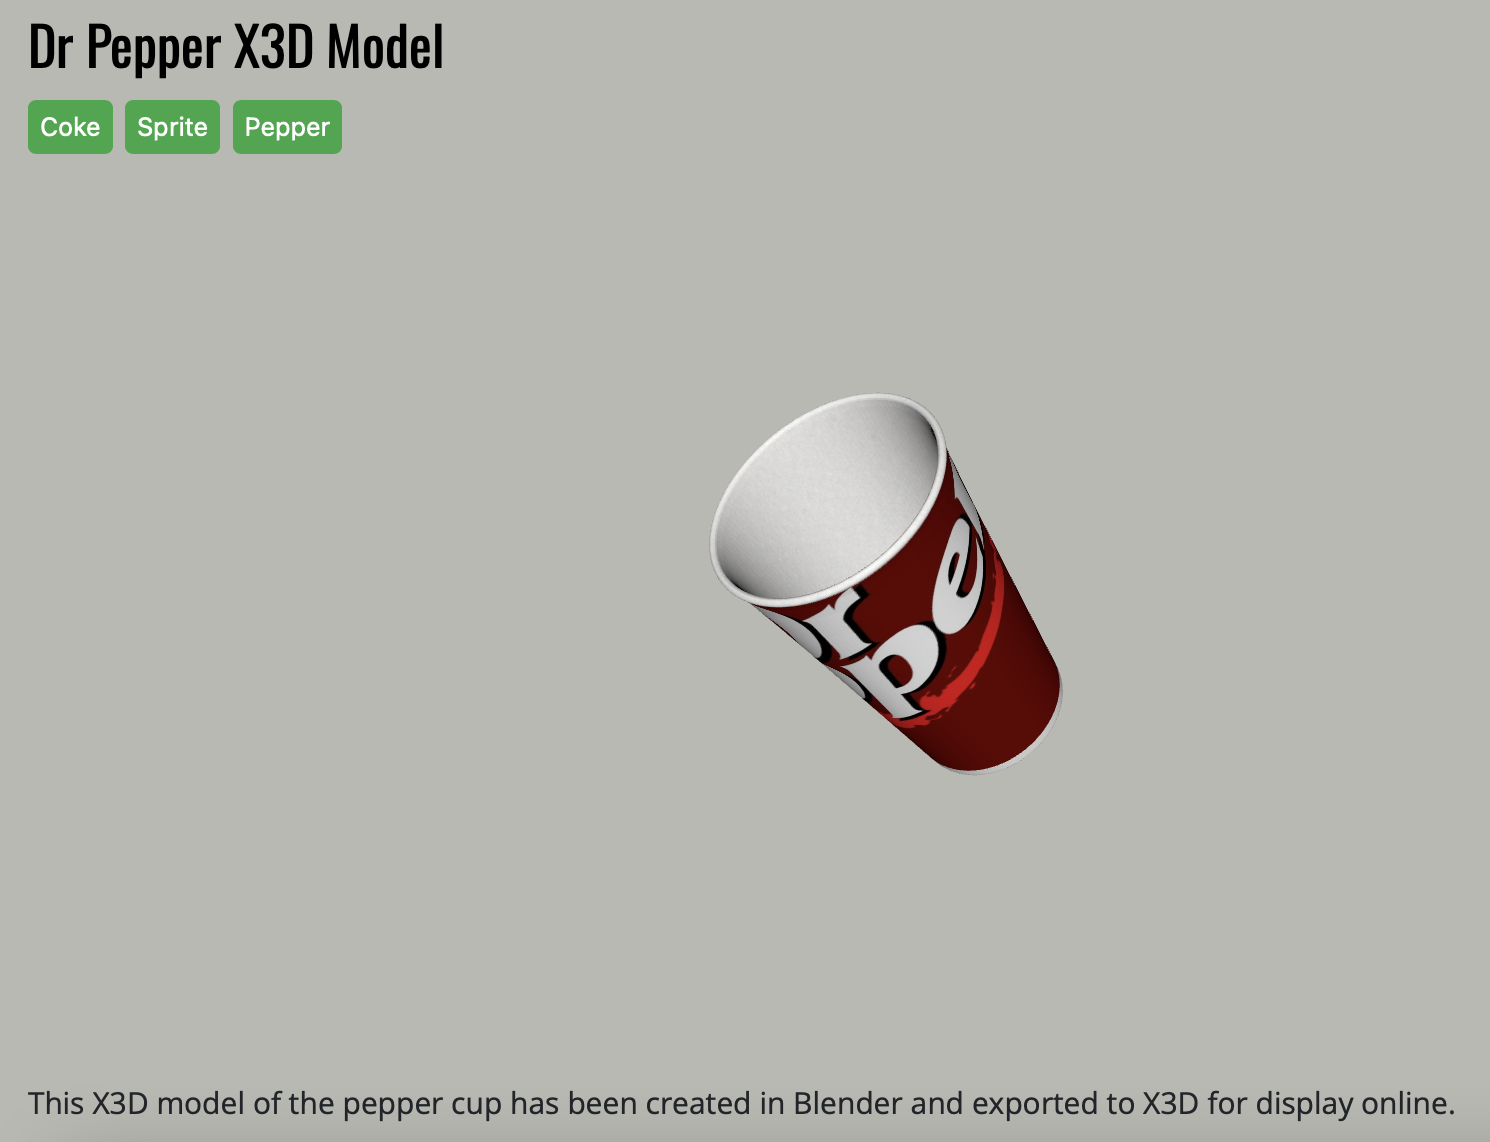 Dr Pepper X3D Model
Coke Sprite Pepper
r
pe
This X3D model of the pepper cup has been created in Blender and exported to X3D for display online.